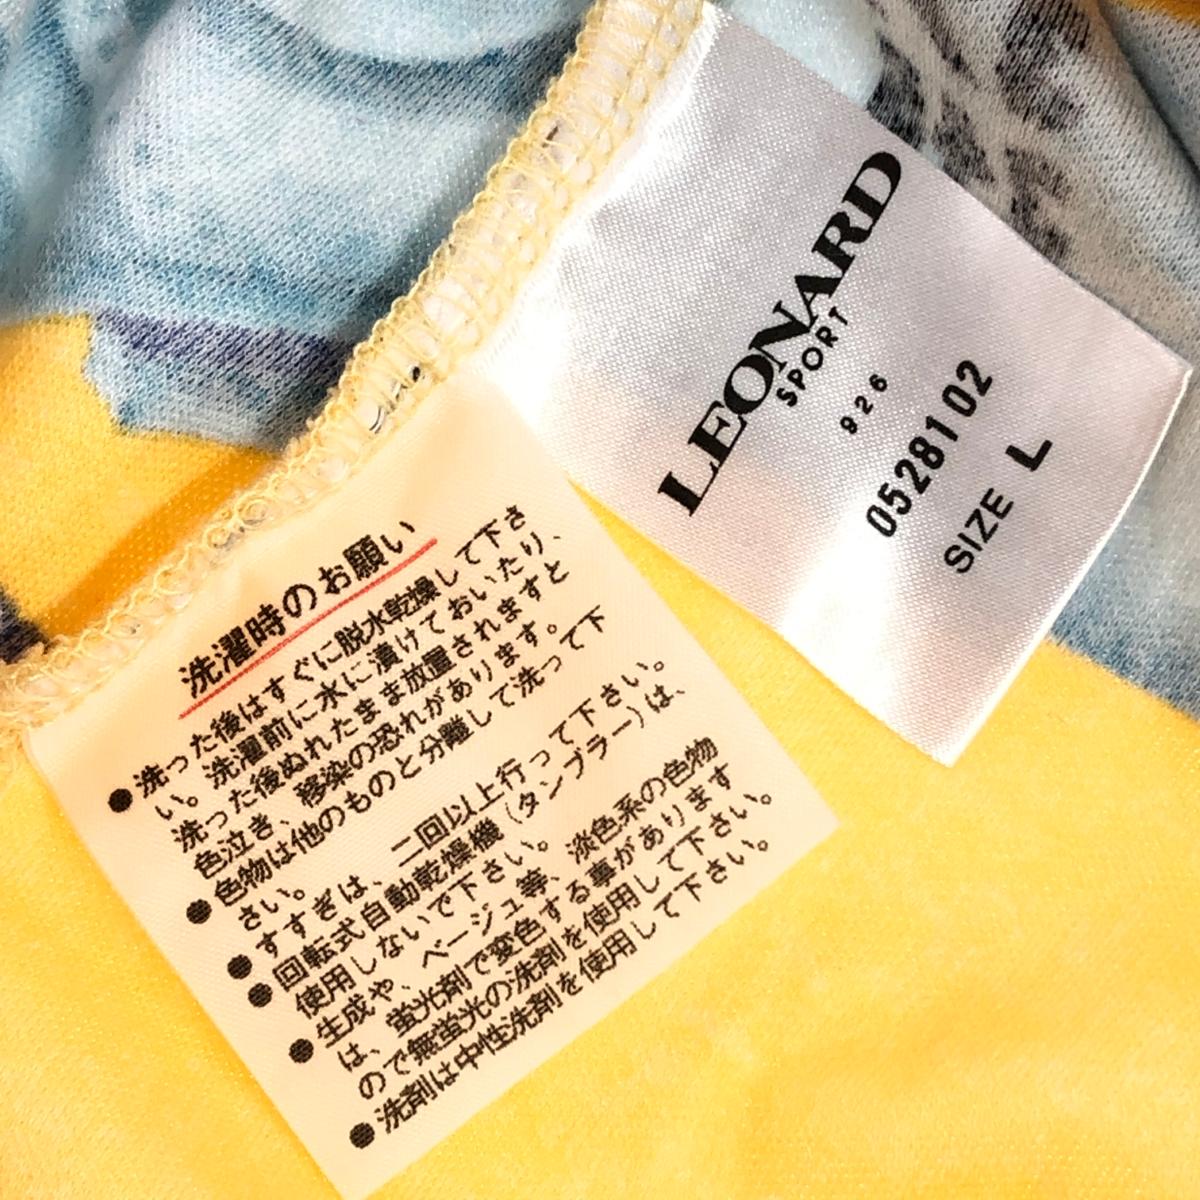 LEONARD
SPORT
926
0528102
SIZE L
洗濯時のお願い
●洗った後はすぐに脱水乾燥して下さ
い。洗濯前に水に漬けておいたり、
洗った後ぬれたまま放置されますと
色泣き、移染の恐れがあります。
●色物は他のものと分離して洗って下
さい。
●すすぎは、二回以上行って下さい。
●回転式自動乾燥機（タンブラー）は、
使用しないで下さい。
●生成や、ベージュ等、淡色系の色物
は、蛍光剤で変色する事があります
ので無蛍光の洗剤を使用して下さい。
●洗剤は中性洗剤を使用して下さい。